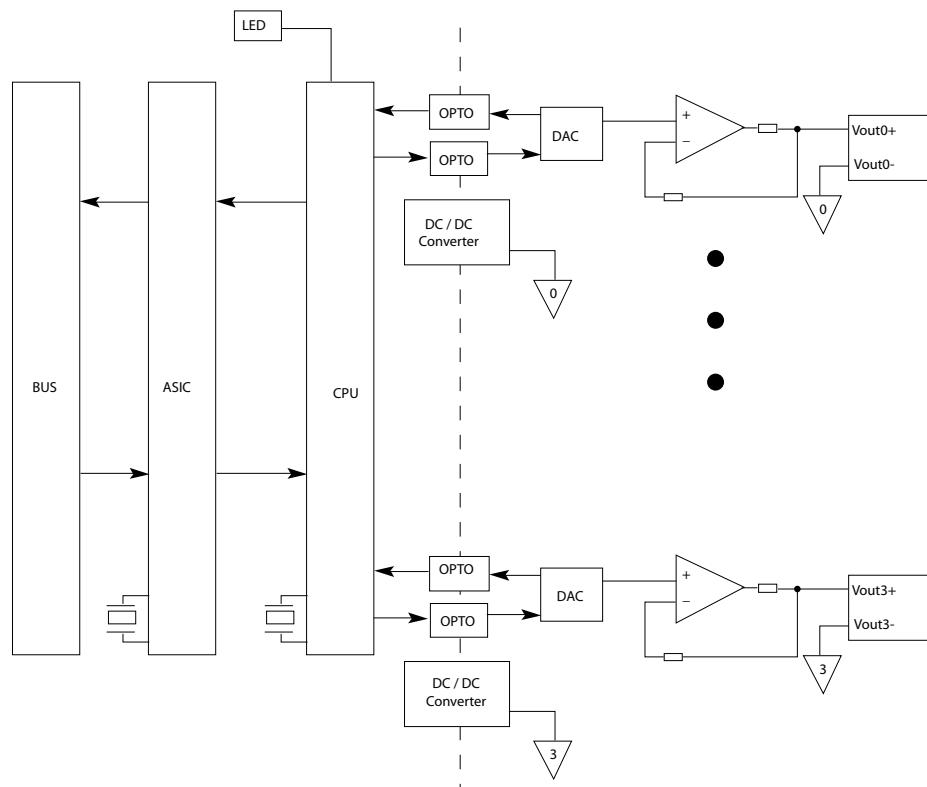 LED
OPTO
DAC
+
−
Vout0+
Vout0-
OPTO
DC / DC
Converter
0
0
BUS
ASIC
CPU
OPTO
DAC
+
−
Vout3+
Vout3-
OPTO
DC / DC
Converter
3
3